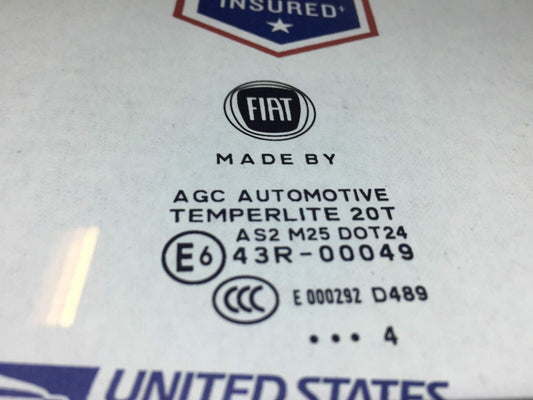 INSURED†
FIAT
MADE BY
AGC AUTOMOTIVE
TEMPERLITE 20T
AS2 M25 DOT24
E6 43R-00049
CCC E 000292 D489
••• 4
UNITED STATES